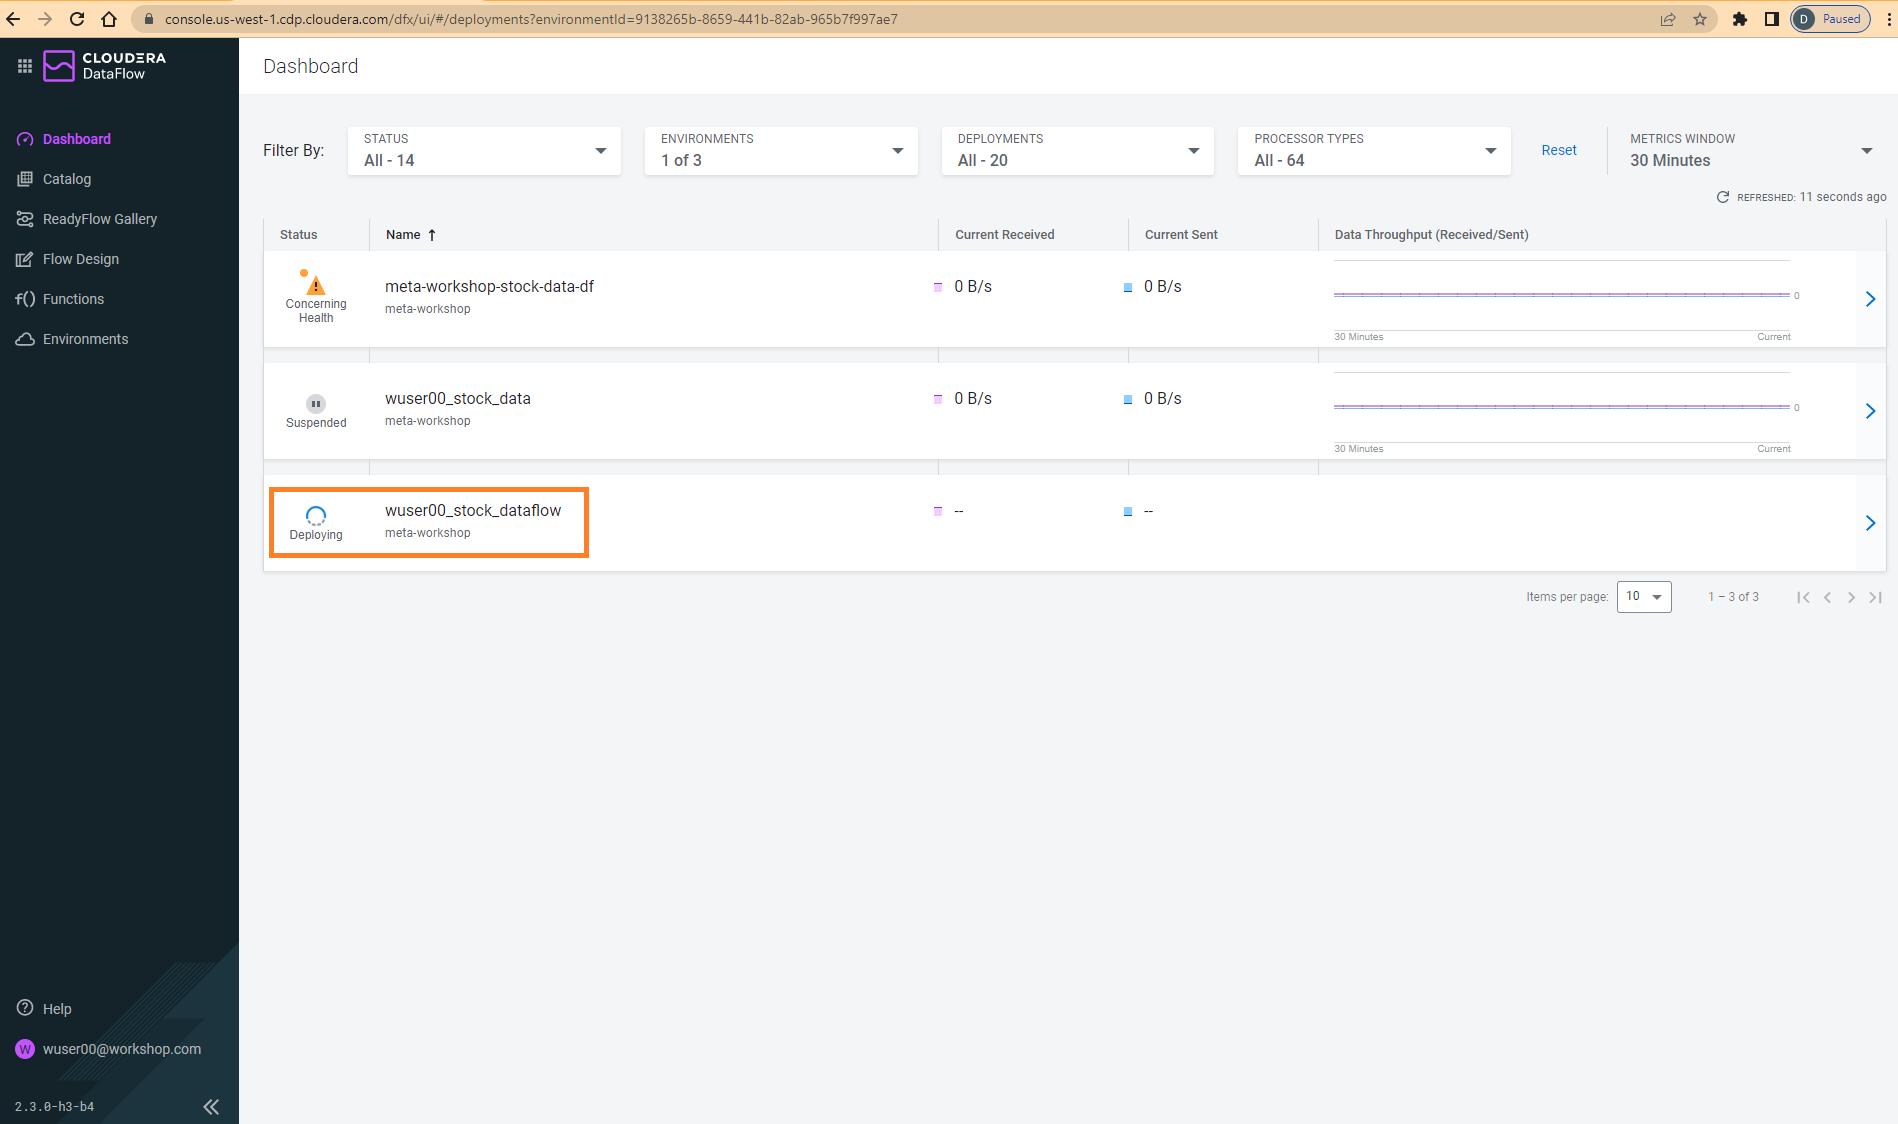 console.us-west-1.cdp.cloudera.com/dfx/ui/#/deployments?environmentId=9138265b-8659-441b-82ab-965b7f997ae7
D Paused
CLOUDERA
DataFlow
Dashboard
Dashboard
Catalog
ReadyFlow Gallery
Flow Design
f() Functions
Environments
Filter By:
STATUS
All - 14
ENVIRONMENTS
1 of 3
DEPLOYMENTS
All - 20
PROCESSOR TYPES
All - 64
Reset
METRICS WINDOW
30 Minutes
REFRESHED: 11 seconds ago
Status Name Current Received Current Sent Data Throughput (Received/Sent)
Concerning
Health
meta-workshop-stock-data-df
meta-workshop
0 B/s
0 B/s
0
30 Minutes Current
Suspended
wuser00_stock_data
meta-workshop
0 B/s
0 B/s
0
30 Minutes Current
Deploying
wuser00_stock_dataflow
meta-workshop
--
--
Items per page: 10 1 – 3 of 3
? Help
W wuser00@workshop.com
2.3.0-h3-b4